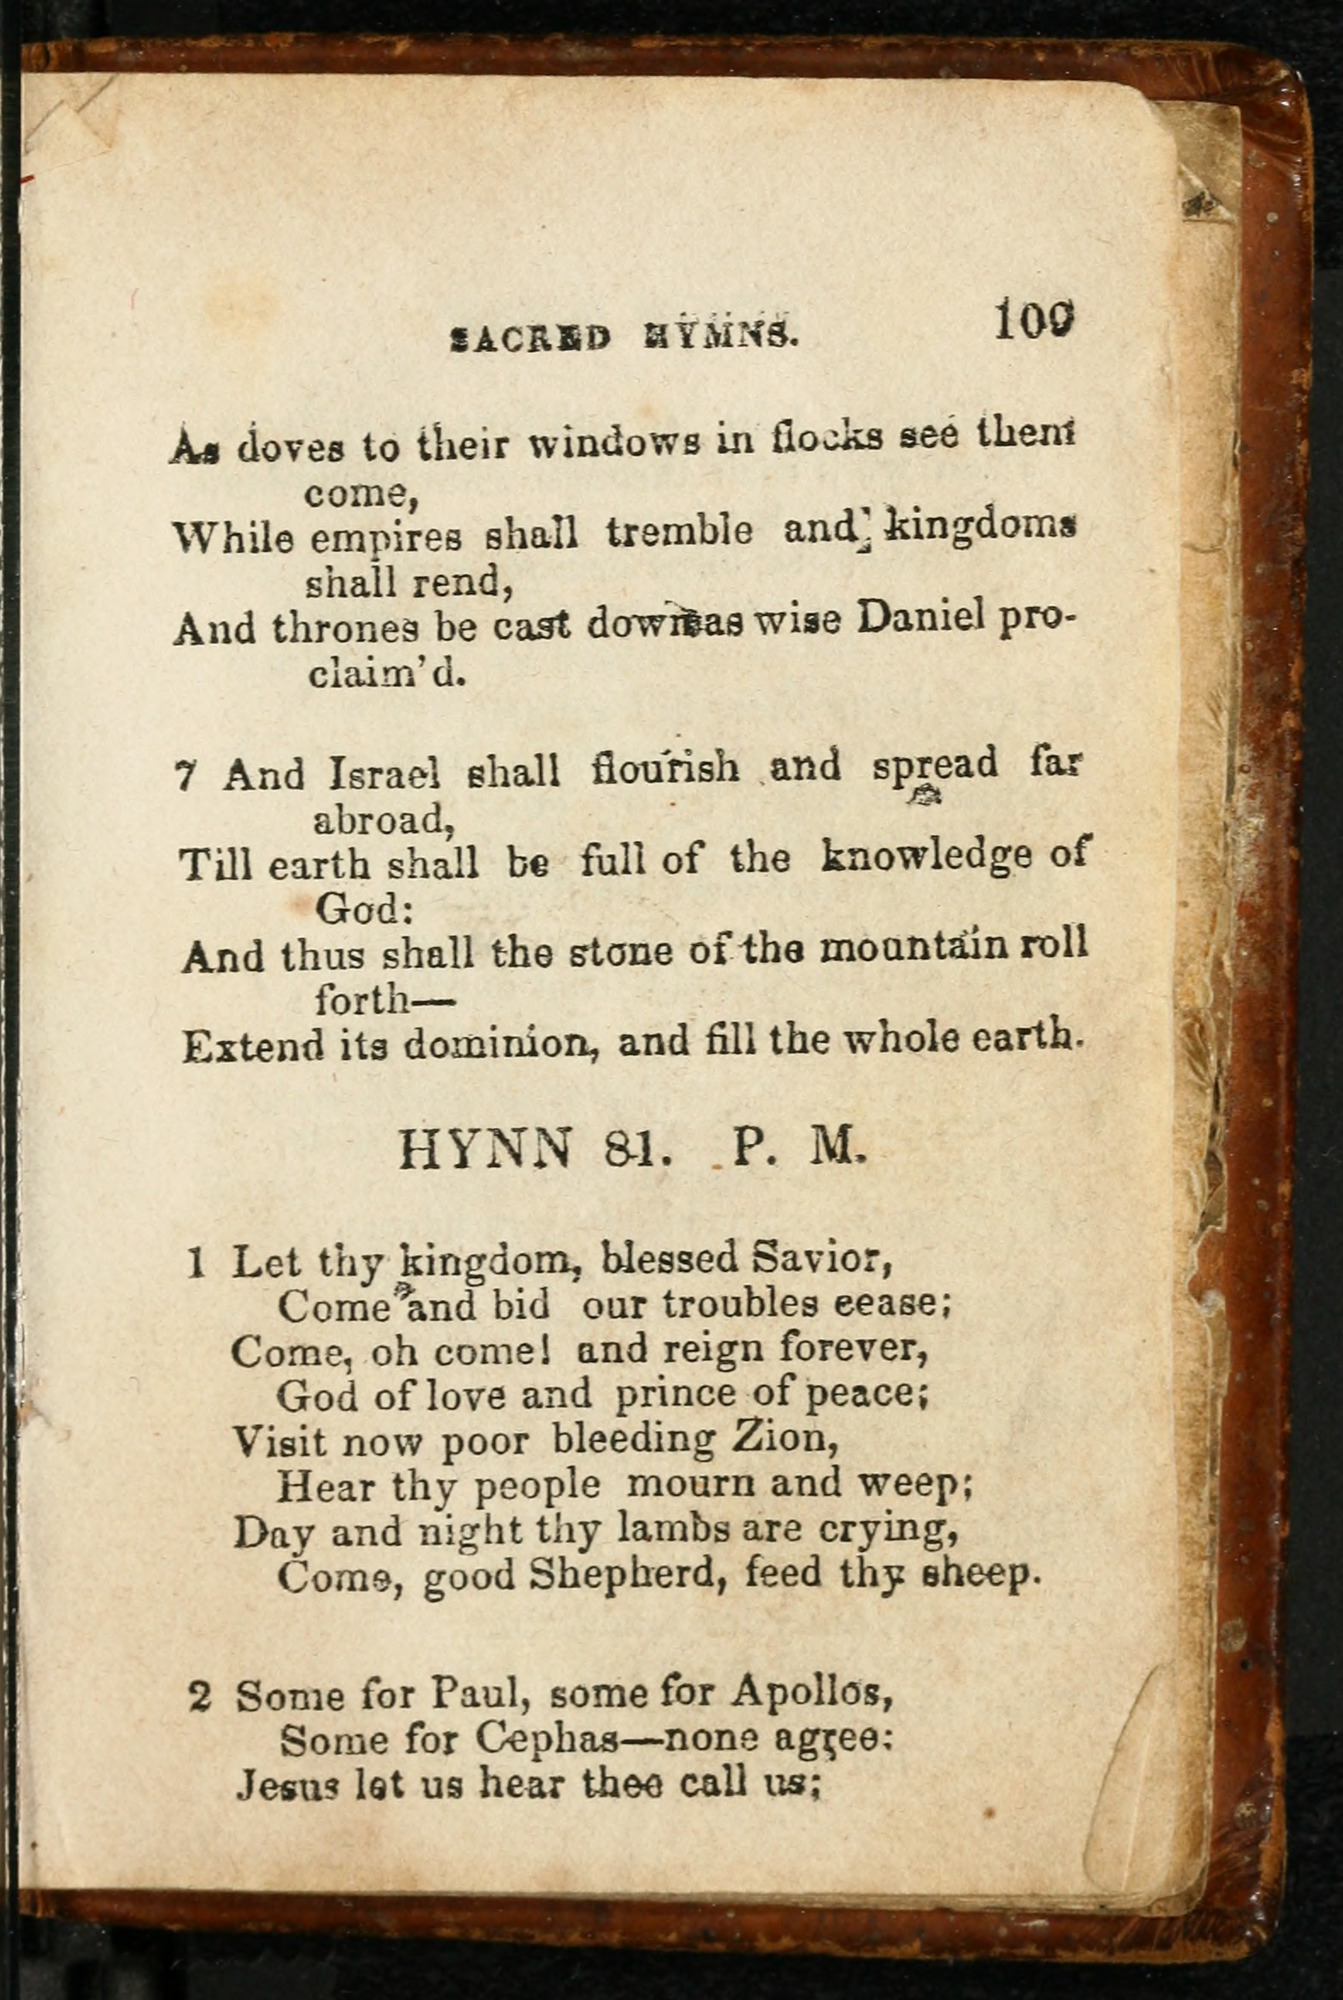 SACRED HYMNS. 109
As doves to their windows in flocks see them
come,
While empires shall tremble and kingdoms
shall rend,
And thrones be cast down as wise Daniel pro-
claim'd.
7 And Israel shall flourish and spread far
abroad,
Till earth shall be full of the knowledge of
God:
And thus shall the stone of the mountain roll
forth—
Extend its dominion, and fill the whole earth.
HYNN 81. P. M.
1 Let thy kingdom, blessed Savior,
Come and bid our troubles eease;
Come, oh come! and reign forever,
God of love and prince of peace;
Visit now poor bleeding Zion,
Hear thy people mourn and weep;
Day and night thy lambs are crying,
Come, good Shepherd, feed thy sheep.
2 Some for Paul, some for Apollos,
Some for Cephas—none agree:
Jesus let us hear thee call us;